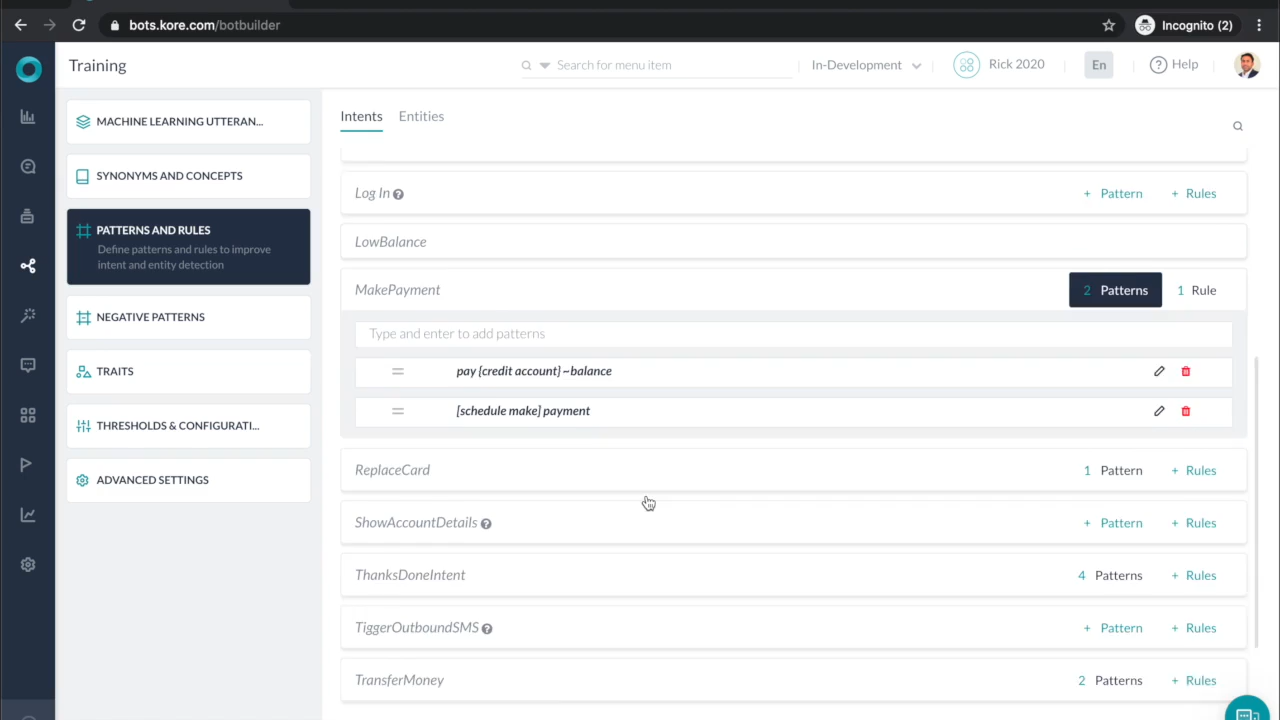 bots.kore.com/botbuilder
Incognito (2)
Training
Search for menu item
In-Development
Rick 2020
En
Help
MACHINE LEARNING UTTERAN...
SYNONYMS AND CONCEPTS
PATTERNS AND RULES
Define patterns and rules to improve
intent and entity detection
NEGATIVE PATTERNS
TRAITS
THRESHOLDS & CONFIGURATI...
ADVANCED SETTINGS
Intents
Entities
Log In
+ Pattern
+ Rules
LowBalance
MakePayment
2 Patterns
1 Rule
Type and enter to add patterns
pay {credit account} ~balance
[schedule make] payment
ReplaceCard
1 Pattern
+ Rules
ShowAccountDetails
+ Pattern
+ Rules
ThanksDoneIntent
4 Patterns
+ Rules
TiggerOutboundSMS
+ Pattern
+ Rules
TransferMoney
2 Patterns
+ Rules